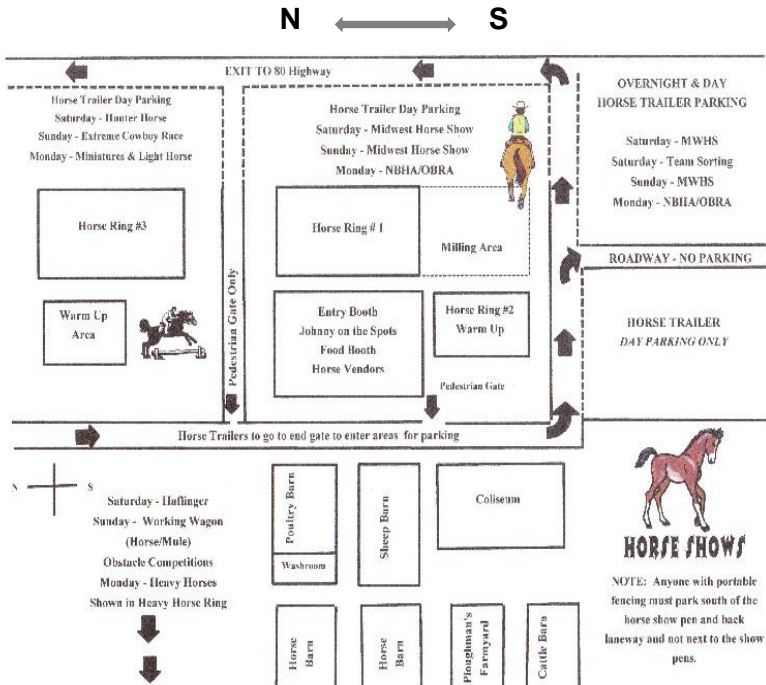 N S
EXIT TO 80 Highway
Horse Trailer Day Parking
Saturday - Hunter Horse
Sunday - Extreme Cowboy Race
Monday - Miniatures & Light Horse
Horse Trailer Day Parking
Saturday - Midwest Horse Show
Sunday - Midwest Horse Show
Monday - NBHA/OBRA
OVERNIGHT & DAY
HORSE TRAILER PARKING
Saturday - MWHS
Saturday - Team Sorting
Sunday - MWHS
Monday - NBHA/OBRA
Horse Ring #3
Horse Ring # 1
Milling Area
ROADWAY - NO PARKING
Warm Up
Area
Pedestrian Gate Only
Entry Booth
Johnny on the Spots
Food Booth
Horse Vendors
Horse Ring #2
Warm Up
HORSE TRAILER
DAY PARKING ONLY
Pedestrian Gate
Horse Trailers to go to end gate to enter areas for parking
N S
Saturday - Haflinger
Sunday - Working Wagon
(Horse/Mule)
Obstacle Competitions
Monday - Heavy Horses
Shown in Heavy Horse Ring
Poultry Barn
Washroom
Sheep Barn
Coliseum
HORSE SHOWS
NOTE: Anyone with portable
fencing must park south of the
horse show pen and back
laneway and not next to the show
pens.
Horse
Barn
Horse
Barn
Ploughman's
Farmyard
Cattle Barn